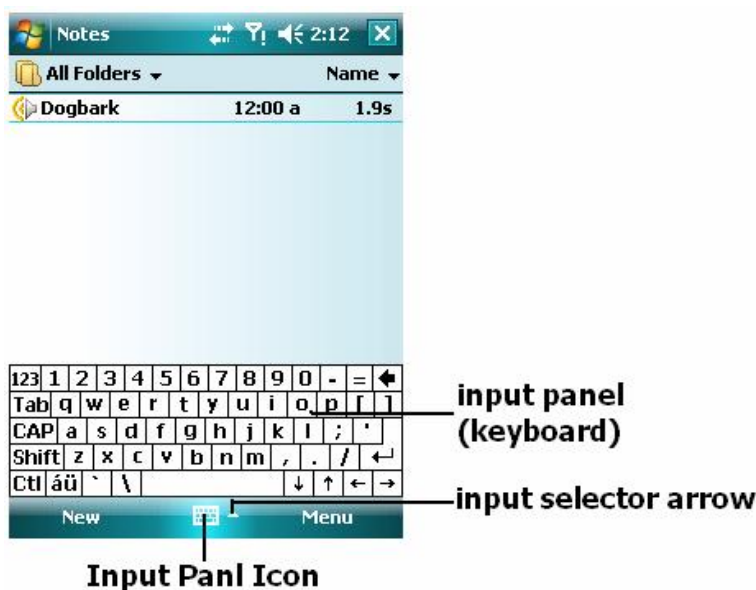 Notes 2:12
All Folders Name
Dogbark 12:00 a 1.9s
123 1 2 3 4 5 6 7 8 9 0 - =
Tab q w e r t y u i o p [ ]
CAP a s d f g h j k l ; '
Shift z x c v b n m , . /
Ctl áü ` \ ↓ ↑ ← →
input panel
(keyboard)
New Menu
input selector arrow
Input Panl Icon